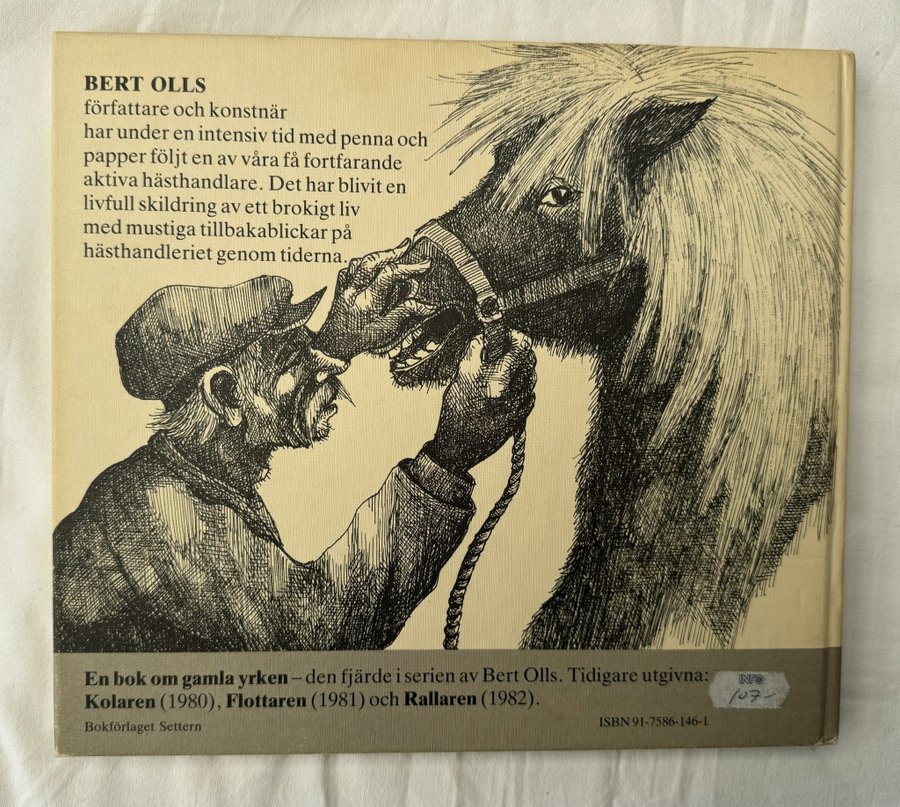 BERT OLLS
författare och konstnär
har under en intensiv tid med penna och
papper följt en av våra få fortfarande
aktiva hästhandlare. Det har blivit en
livfull skildring av ett brokigt liv
med mustiga tillbakablickar på
hästhandleriet genom tiderna.
En bok om gamla yrken – den fjärde i serien av Bert Olls. Tidigare utgivna:
Kolaren (1980), Flottaren (1981) och Rallaren (1982).
INFO
107-
Bokförlaget Settern
ISBN 91-7586-146-1